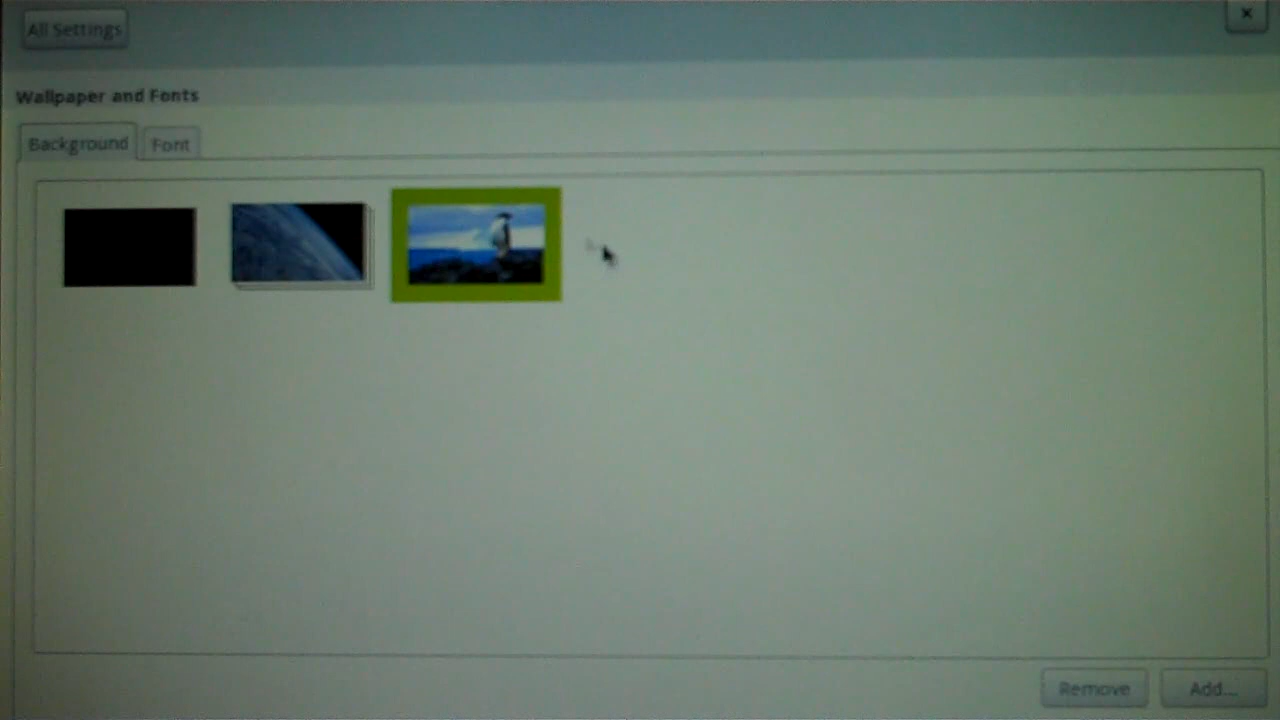 All Settings
×
Wallpaper and Fonts
Background
Font
Remove
Add...